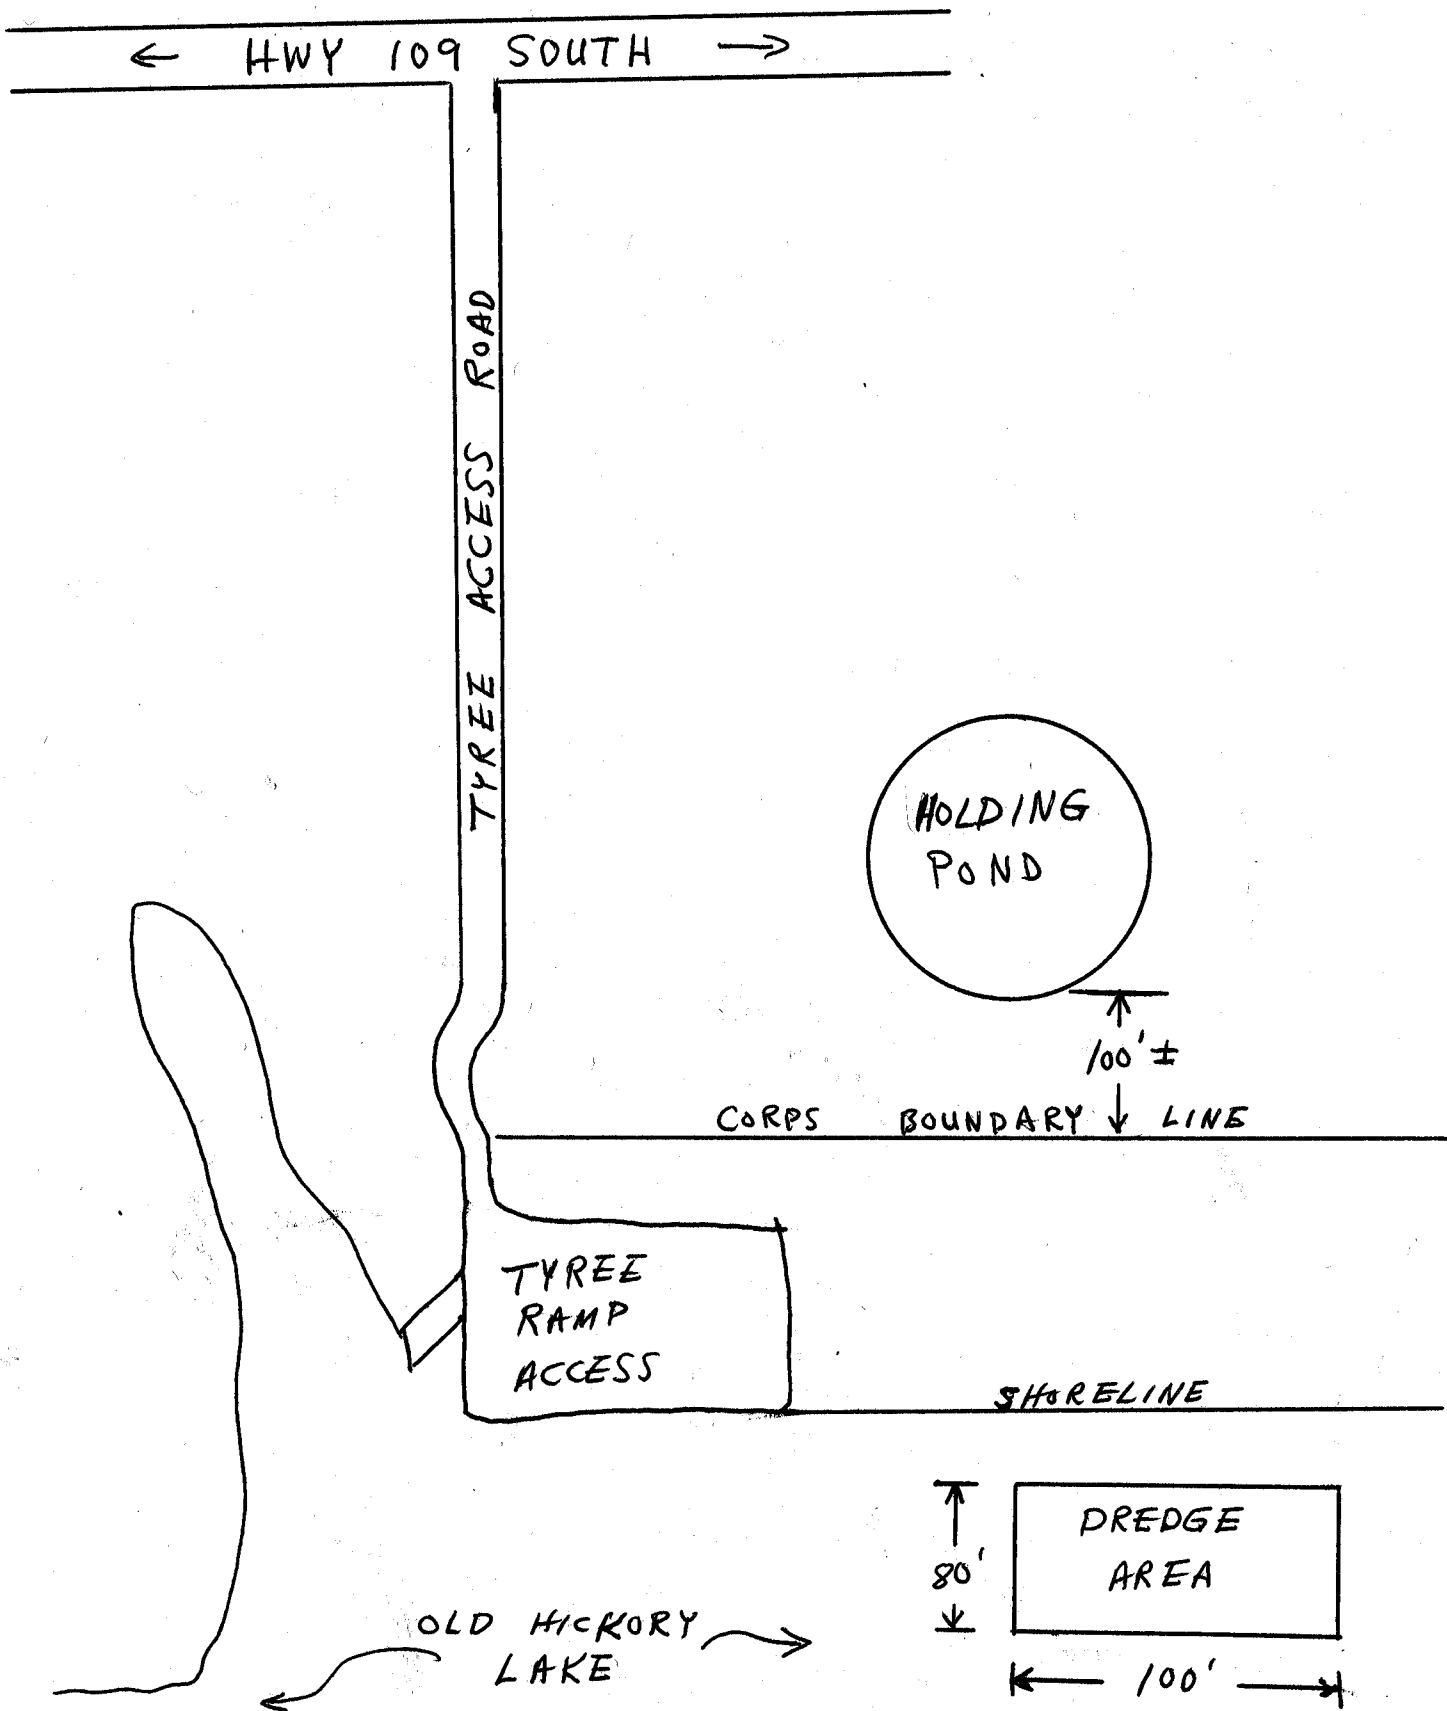 ← HWY 109 SOUTH →
TYREE ACCESS ROAD
HOLDING
POND
100' ±
CORPS BOUNDARY LINE
TYREE
RAMP
ACCESS
SHORELINE
DREDGE
AREA
80'
100'
OLD HICKORY
LAKE